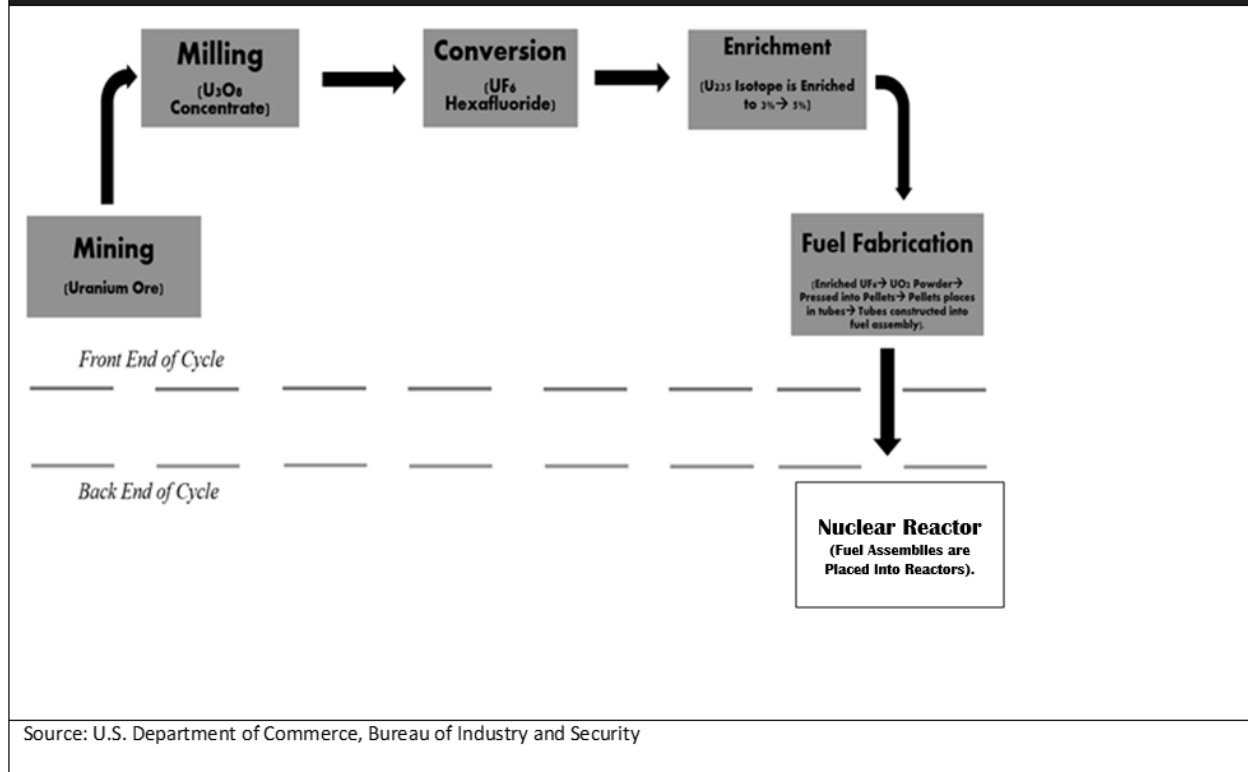 Milling
(U₃O₈
Concentrate)
Conversion
(UF₆
Hexafluoride)
Enrichment
(U₂₃₅ Isotope is Enriched
to 3%→ 5%)
Mining
(Uranium Ore)
Fuel Fabrication
(Enriched UF₆→ UO₂ Powder→
Pressed into Pellets→ Pellets places
in tubes→ Tubes constructed into
fuel assembly).
Front End of Cycle
Back End of Cycle
Nuclear Reactor
(Fuel Assemblies are
Placed Into Reactors).
Source: U.S. Department of Commerce, Bureau of Industry and Security